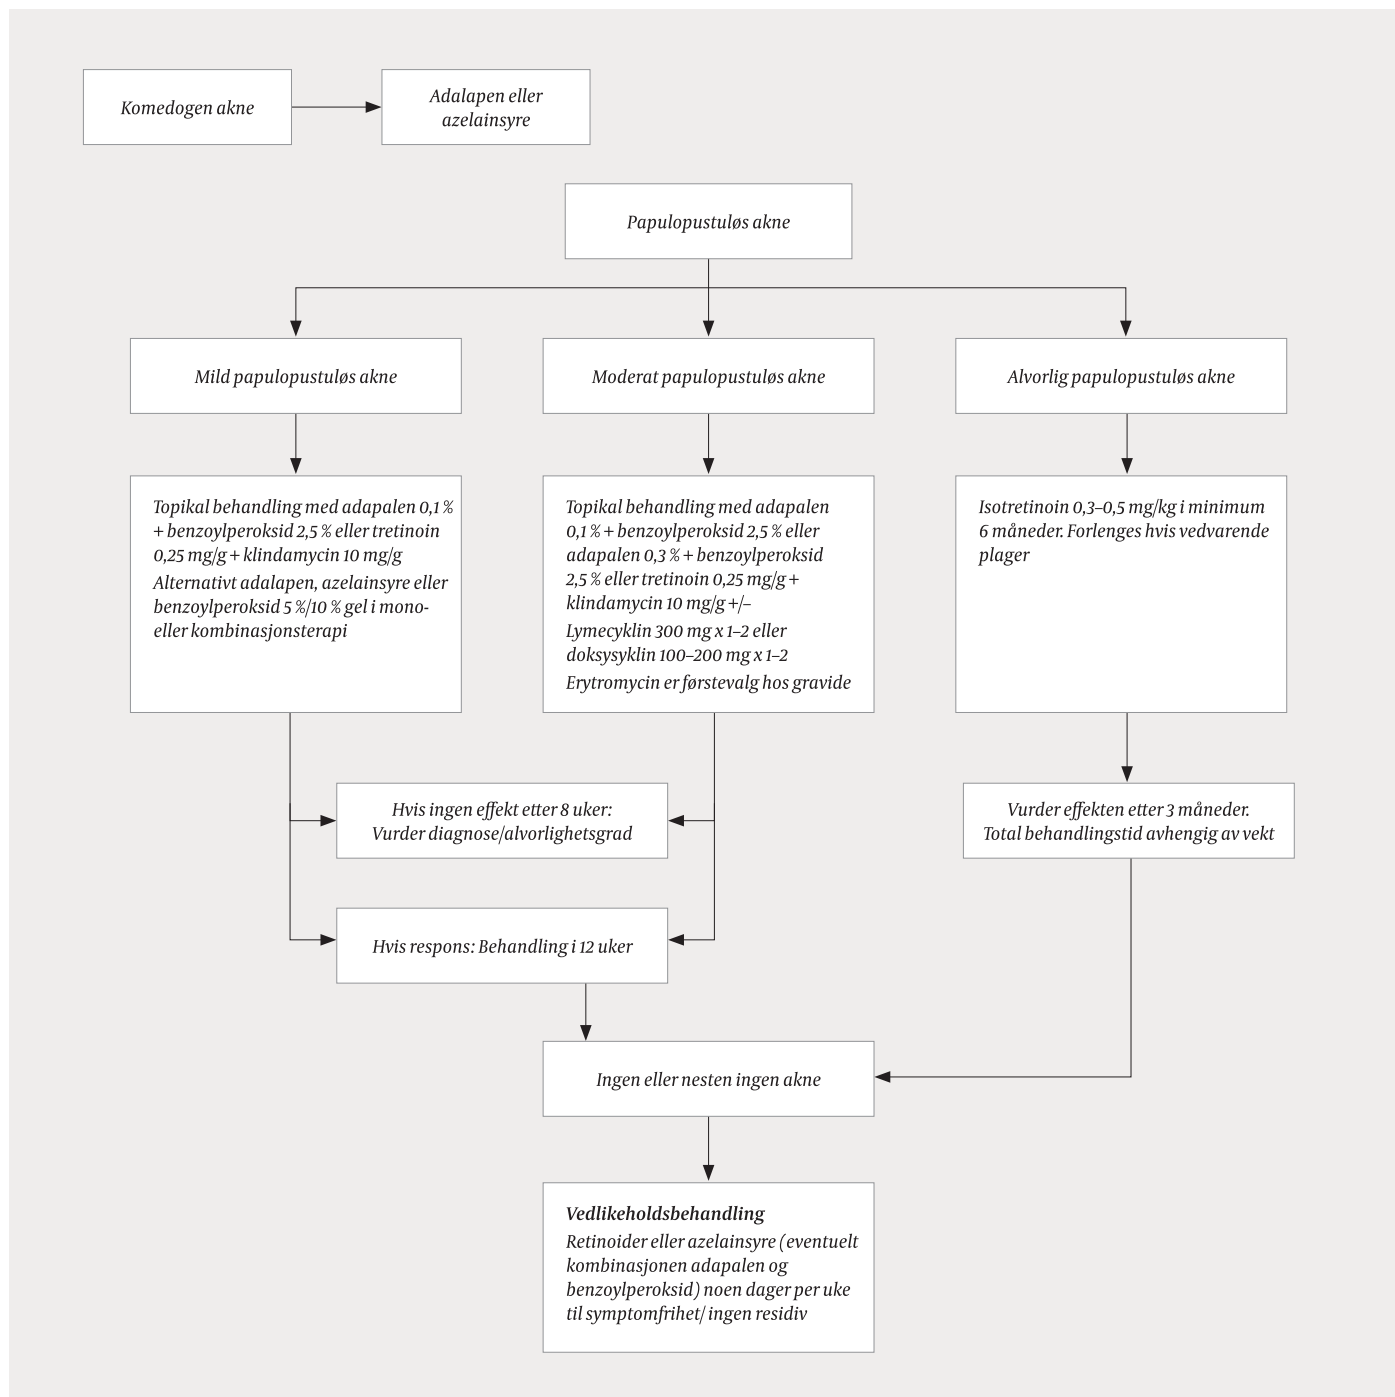 Komedogen akne
Adalapen eller
azelainsyre
Papulopustuløs akne
Mild papulopustuløs akne
Moderat papulopustuløs akne
Alvorlig papulopustuløs akne
Topikal behandling med adapalen 0,1 %
+ benzoylperoksid 2,5 % eller tretinoin
0,25 mg/g + klindamycin 10 mg/g
Alternativt adalapen, azelainsyre eller
benzoylperoksid 5 %/10 % gel i mono-
eller kombinasjonsterapi
Topikal behandling med adapalen
0,1 % + benzoylperoksid 2,5 % eller
adapalen 0,3 % + benzoylperoksid
2,5 % eller tretinoin 0,25 mg/g +
klindamycin 10 mg/g +/–
Lymecyklin 300 mg x 1–2 eller
doksysyklin 100–200 mg x 1–2
Erytromycin er førstevalg hos gravide
Isotretinoin 0,3–0,5 mg/kg i minimum
6 måneder. Forlenges hvis vedvarende
plager
Hvis ingen effekt etter 8 uker:
Vurder diagnose/alvorlighetsgrad
Vurder effekten etter 3 måneder.
Total behandlingstid avhengig av vekt
Hvis respons: Behandling i 12 uker
Ingen eller nesten ingen akne
Vedlikeholdsbehandling
Retinoider eller azelainsyre (eventuelt
kombinasjonen adapalen og
benzoylperoksid) noen dager per uke
til symptomfrihet/ ingen residiv